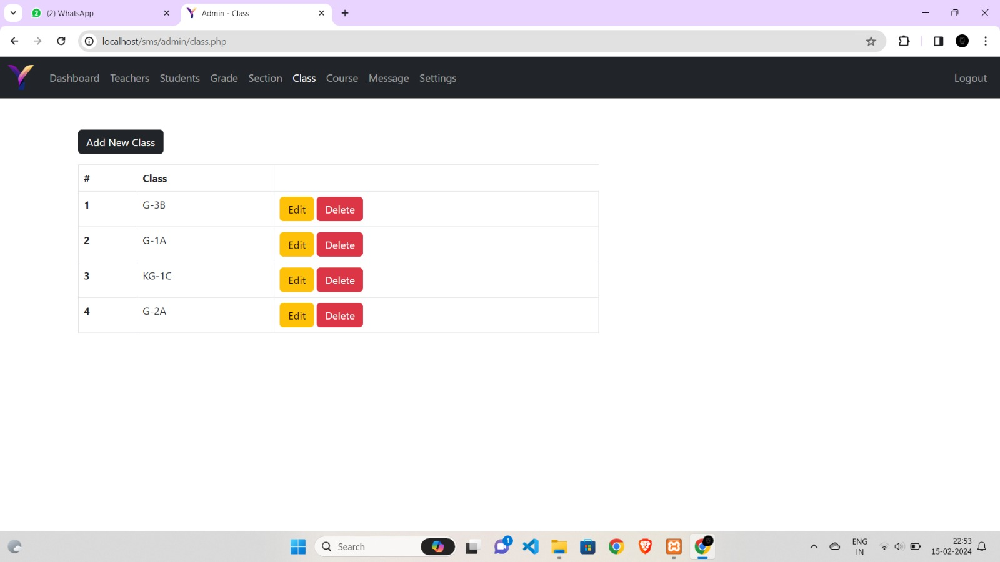 2 (2) WhatsApp
Admin - Class
localhost/sms/admin/class.php
Dashboard Teachers Students Grade Section Class Course Message Settings Logout
Add New Class
# Class
1 G-3B Edit Delete
2 G-1A Edit Delete
3 KG-1C Edit Delete
4 G-2A Edit Delete
Search
1
ENG
IN
22:53
15-02-2024